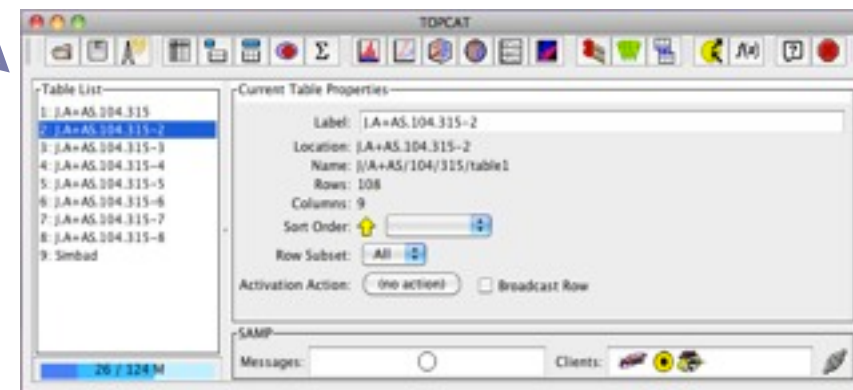 TOPCAT
Σ
f(x)
?
Table List
1: J.A+AS.104.315
2: J.A+AS.104.315-2
3: J.A+AS.104.315-3
4: J.A+AS.104.315-4
5: J.A+AS.104.315-5
6: J.A+AS.104.315-6
7: J.A+AS.104.315-7
8: J.A+AS.104.315-8
9: Simbad
26 / 124 M
Current Table Properties
Label: J.A+AS.104.315-2
Location: J.A+AS.104.315-2
Name: J/A+AS/104/315/table1
Rows: 108
Columns: 9
Sort Order:
Row Subset: All
Activation Action: (no action) Broadcast Row
SAMP
Messages: Clients: